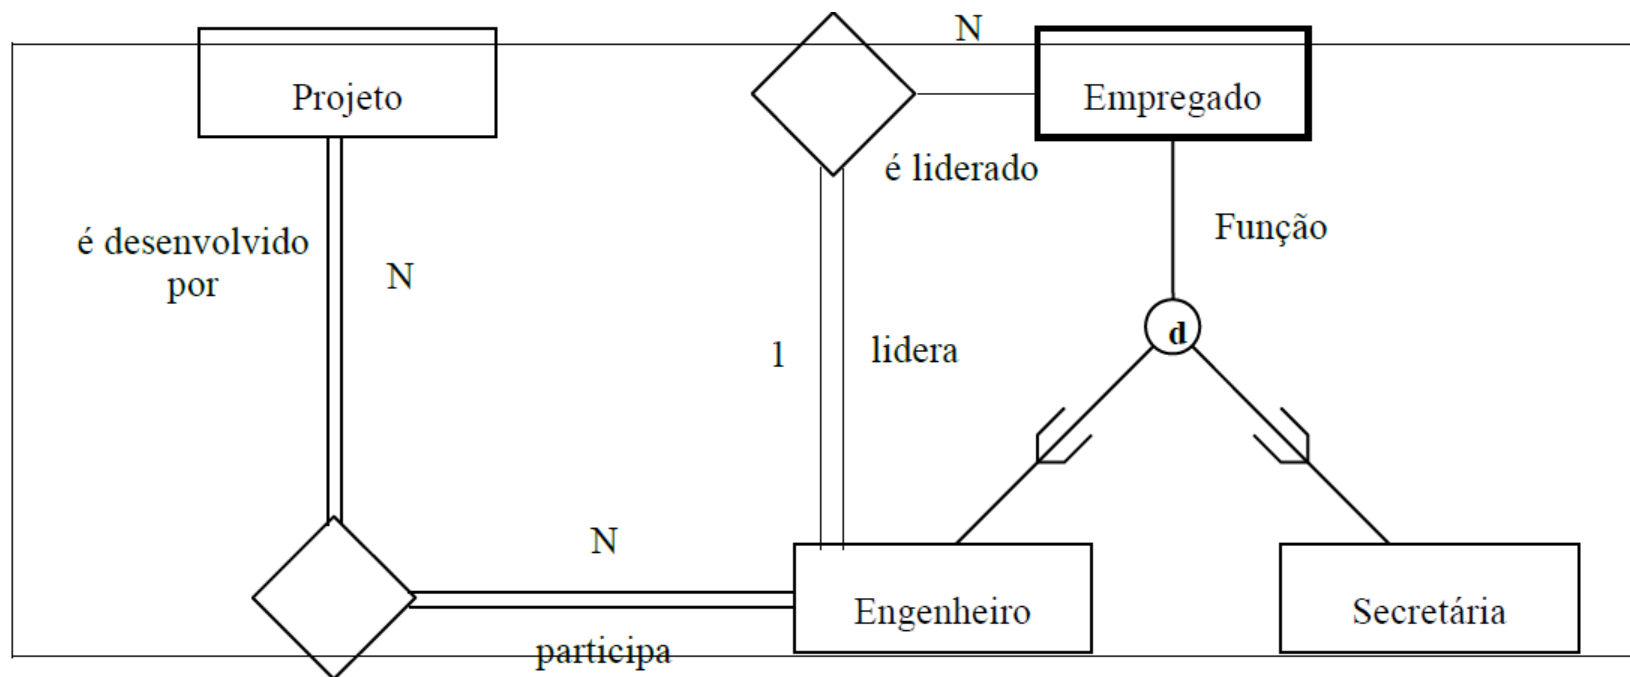 N
Projeto
Empregado
é liderado
Função
é desenvolvido
por
N
d
1
lidera
N
Engenheiro
Secretária
participa